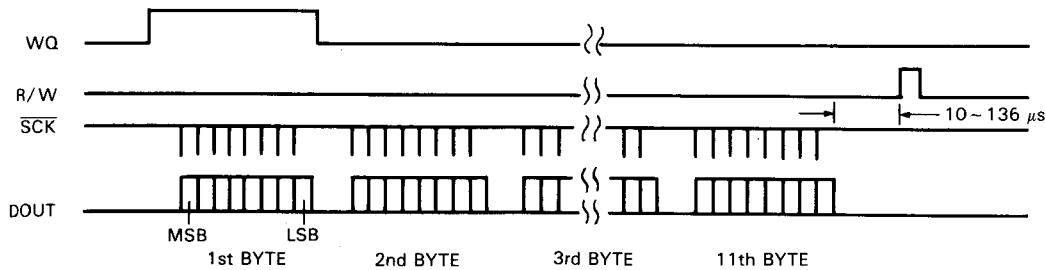 WQ
R/W
SCK
10~136 μs
DOUT
MSB
LSB
1st BYTE
2nd BYTE
3rd BYTE
11th BYTE